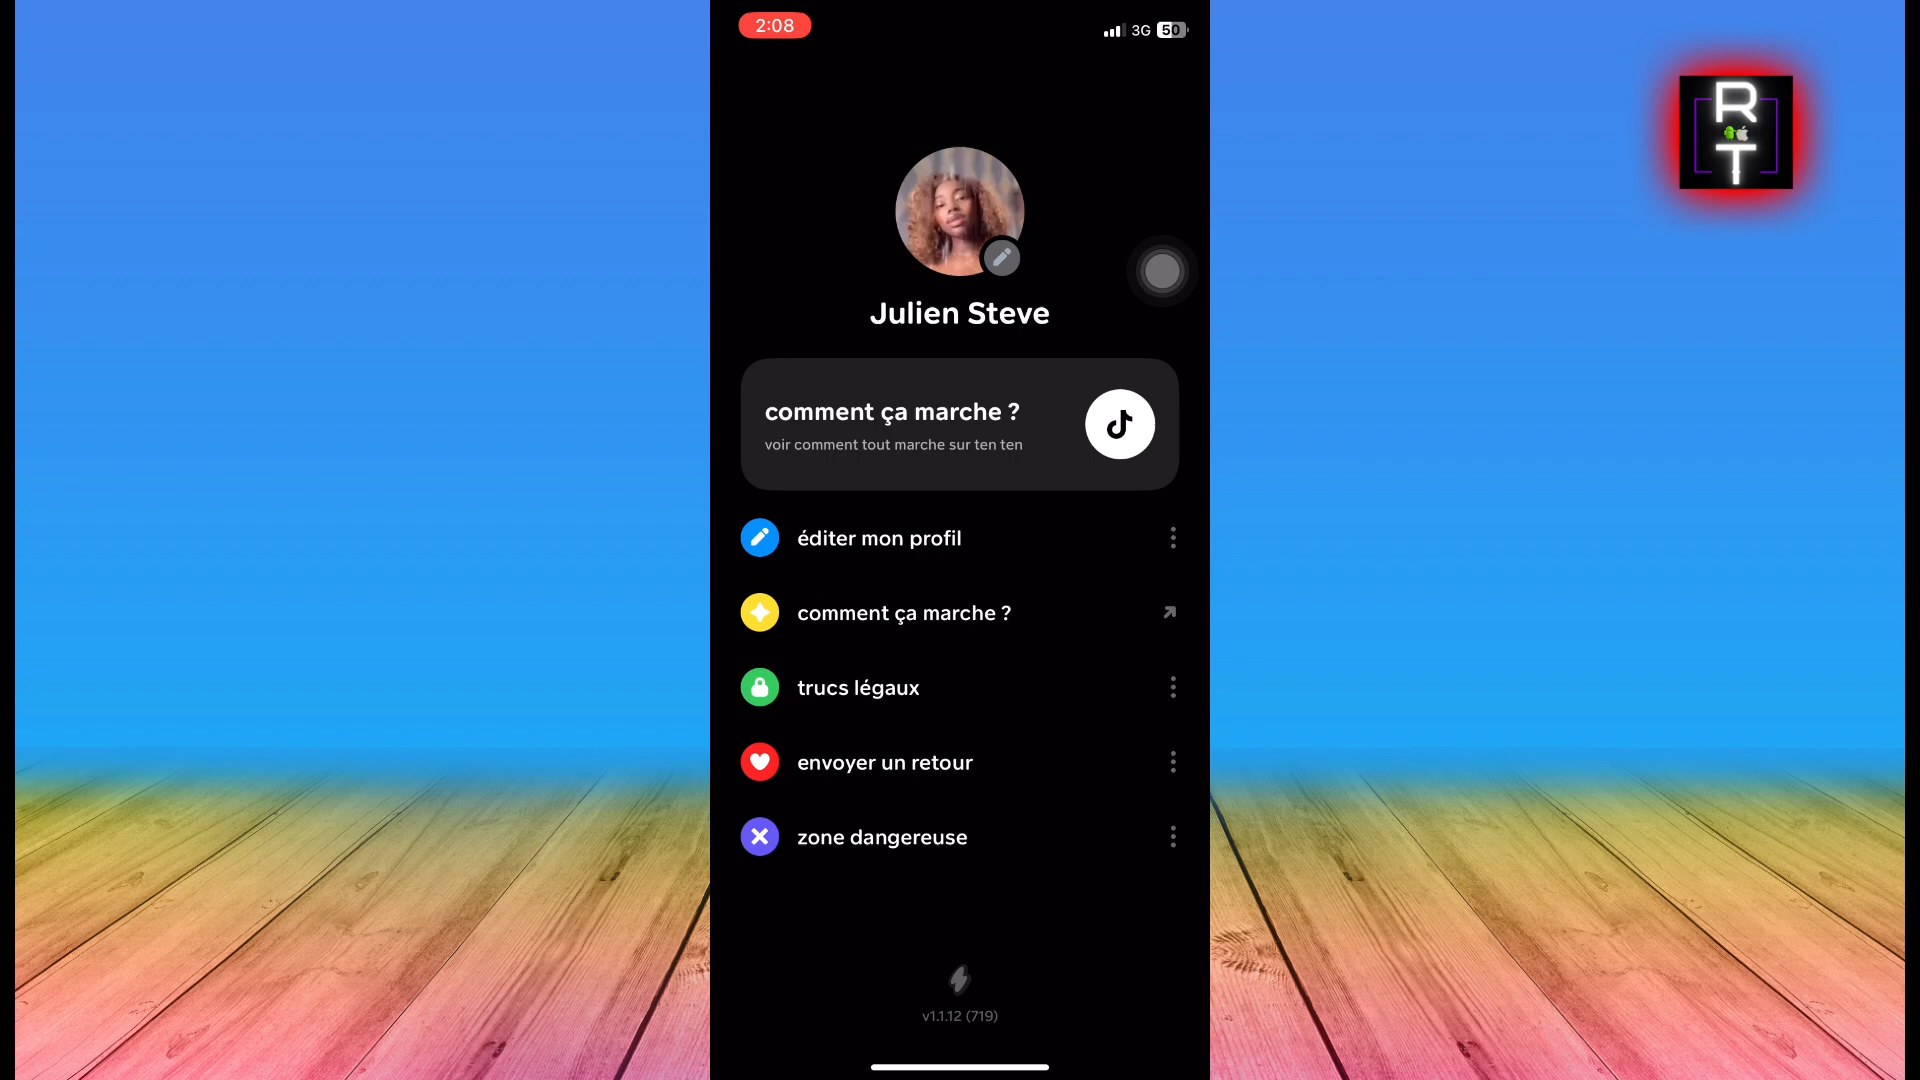 2:08
3G 50
R
T
Julien Steve
comment ça marche ?
voir comment tout marche sur ten ten
éditer mon profil
comment ça marche ?
trucs légaux
envoyer un retour
zone dangereuse
v1.1.12 (719)